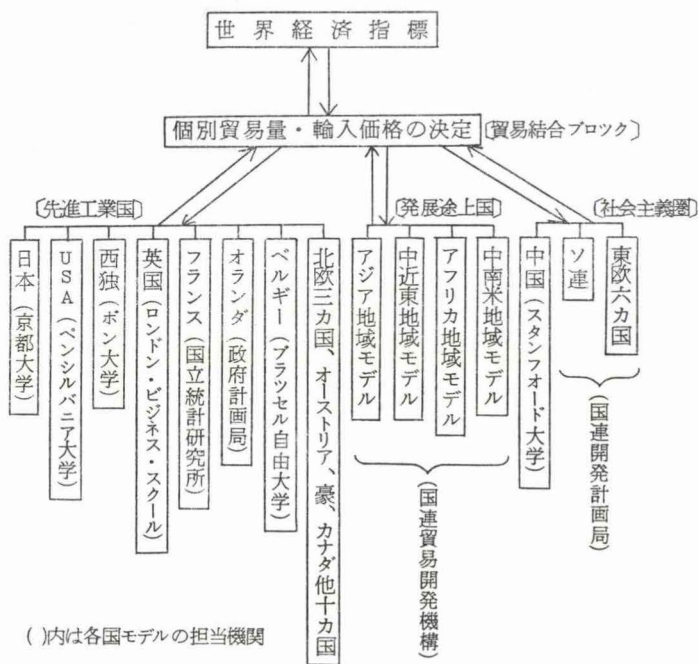 世界経済指標
個別貿易量・輸入価格の決定
〔貿易結合ブロック〕
〔先進工業国〕
〔発展途上国〕
〔社会主義圏〕
日本(京都大学)
USA(ペンシルバニア大学)
西独(ボン大学)
英国(ロンドン・ビジネス・スクール)
フランス(国立統計研究所)
オランダ(政府計画局)
ベルギー(ブラッセル自由大学)
北欧三カ国、オーストリア、豪、カナダ他十カ国
アジア地域モデル
中近東地域モデル
アフリカ地域モデル
中南米地域モデル
(国連貿易開発機構)
中国(スタンフォード大学)
ソ連
東欧六カ国
(国連開発計画局)
( )内は各国モデルの担当機関